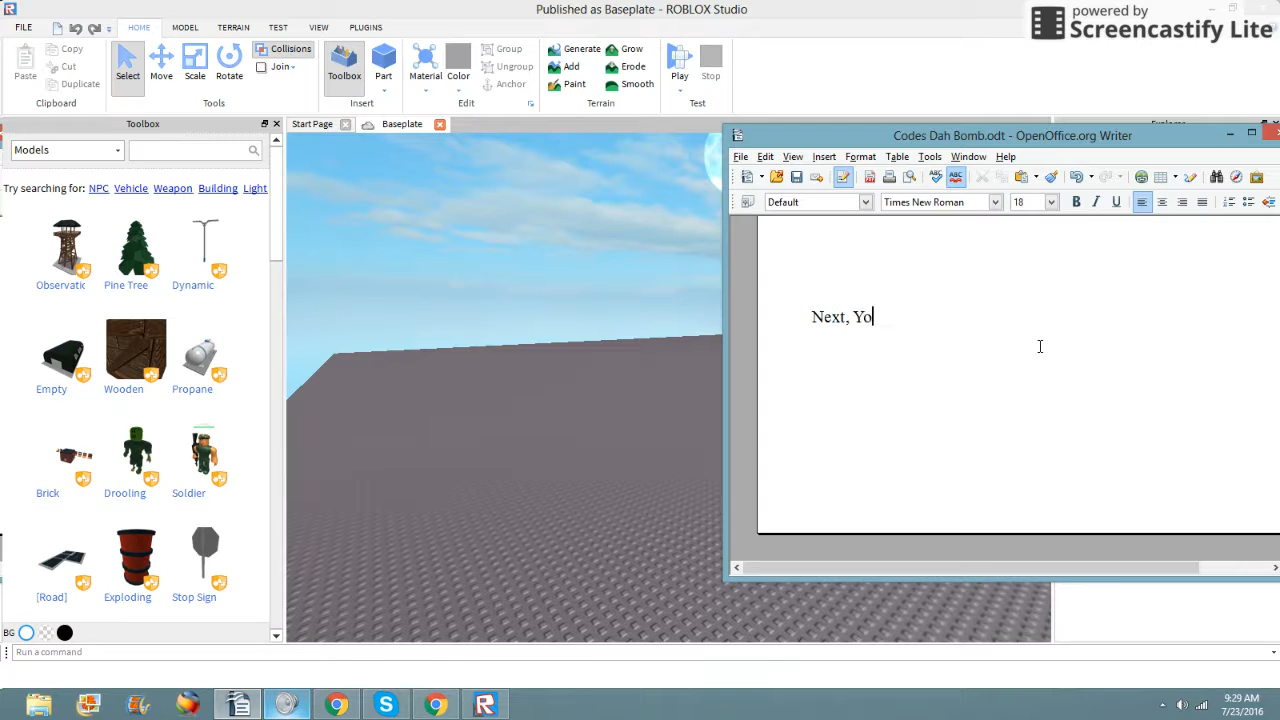 Published as Baseplate - ROBLOX Studio
powered by
Screencastify Lite
FILE
HOME
MODEL
TERRAIN
TEST
VIEW
PLUGINS
Paste
Copy
Cut
Duplicate
Clipboard
Select
Move
Scale
Rotate
Collisions
Join
Tools
Toolbox
Part
Insert
Material
Color
Group
Ungroup
Anchor
Edit
Generate
Add
Paint
Grow
Erode
Smooth
Terrain
Play
Stop
Test
Toolbox
Start Page
Baseplate
Models
Try searching for: NPC Vehicle Weapon Building Light
Observatic
Pine Tree
Dynamic
Empty
Wooden
Propane
Brick
Drooling
Soldier
[Road]
Exploding
Stop Sign
BG
Run a command
Codes Dah Bomb.odt - OpenOffice.org Writer
File Edit View Insert Format Table Tools Window Help
Default
Times New Roman
18
B I U
Next, Yo
9:29 AM
7/23/2016